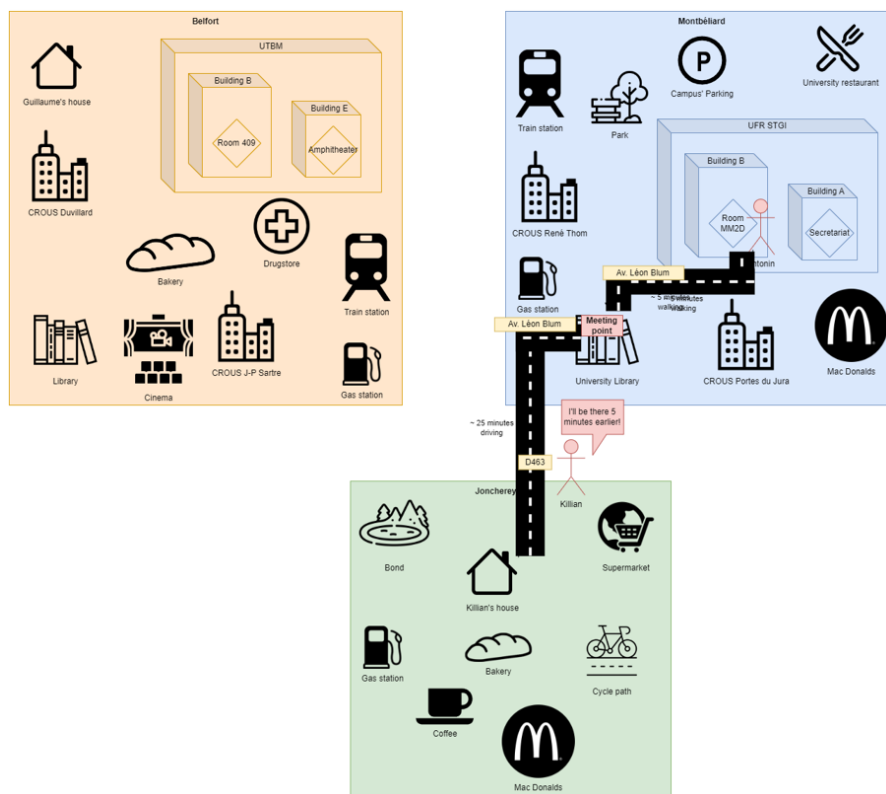 Belfort
UTBM
Building B
Room 409
Building E
Amphitheater
Guillaume's house
CROUS Duvillard
Bakery
Drugstore
Train station
Library
Cinema
CROUS J-P Sartre
Gas station
Montbéliard
Train station
Park
P
Campus' Parking
University restaurant
UFR STGI
Building B
Room
MM2D
Building A
Secretariat
CROUS René Thom
Gas station
Av. Léon Blum
~ 5 minutes
walking
Av. Léon Blum
Meeting
point
University Library
CROUS Portes du Jura
Mac Donalds
~ 25 minutes
driving
I'll be there 5
minutes earlier!
D463
Killian
Joncherey
Bond
Supermarket
Killian's house
Gas station
Bakery
Cycle path
Coffee
Mac Donalds